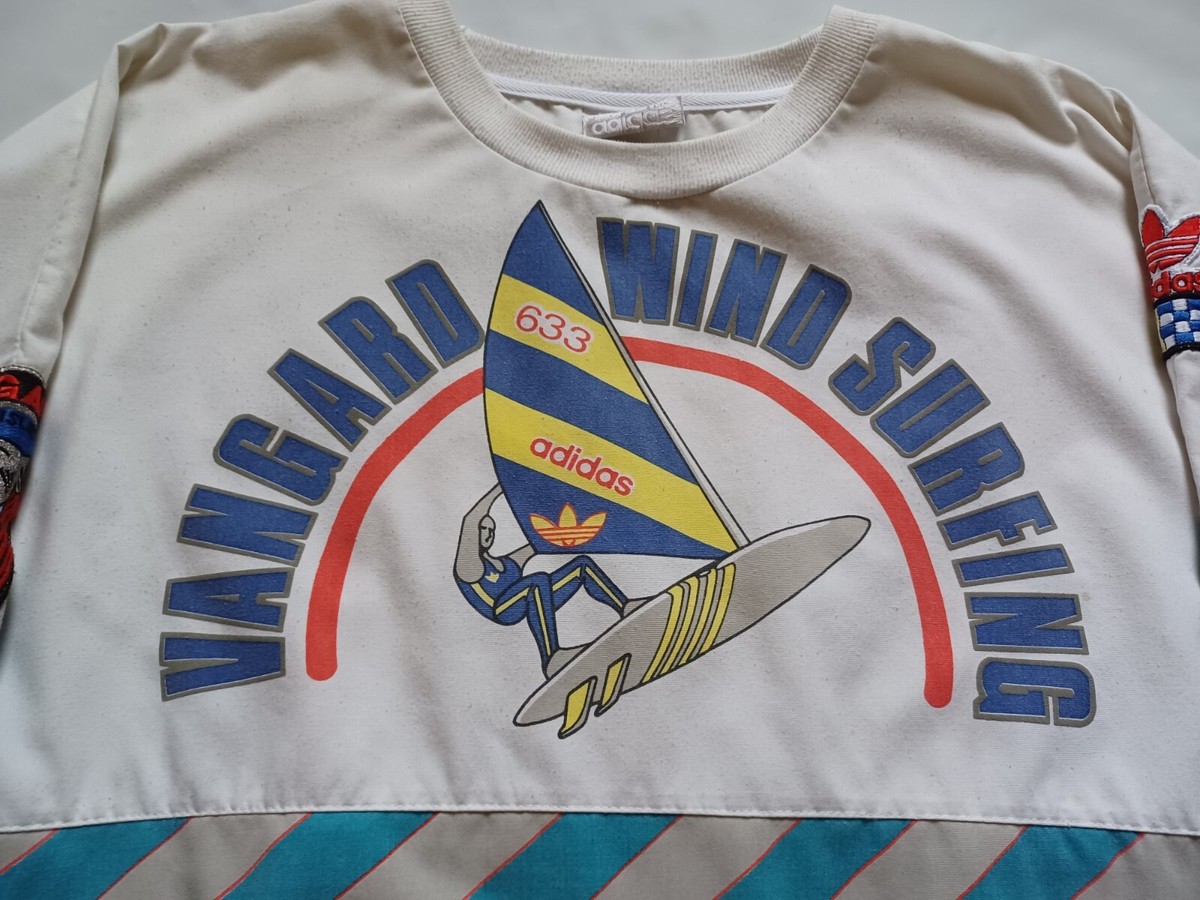 adidas
VANGARD WIND SURFING
633
adidas